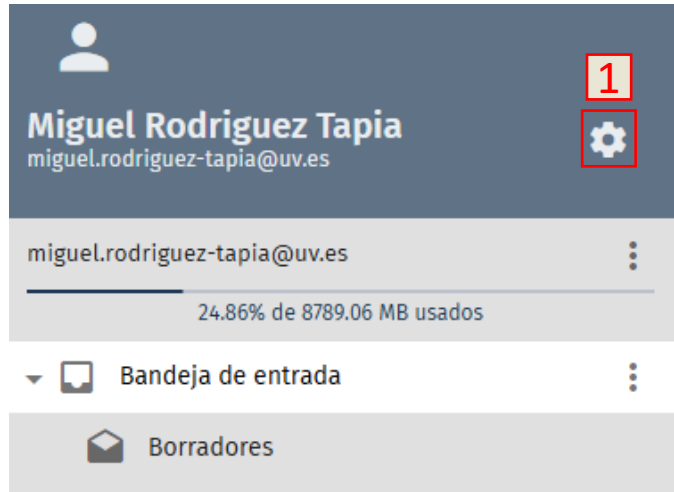 1
Miguel Rodriguez Tapia
miguel.rodriguez-tapia@uv.es
miguel.rodriguez-tapia@uv.es
24.86% de 8789.06 MB usados
Bandeja de entrada
Borradores